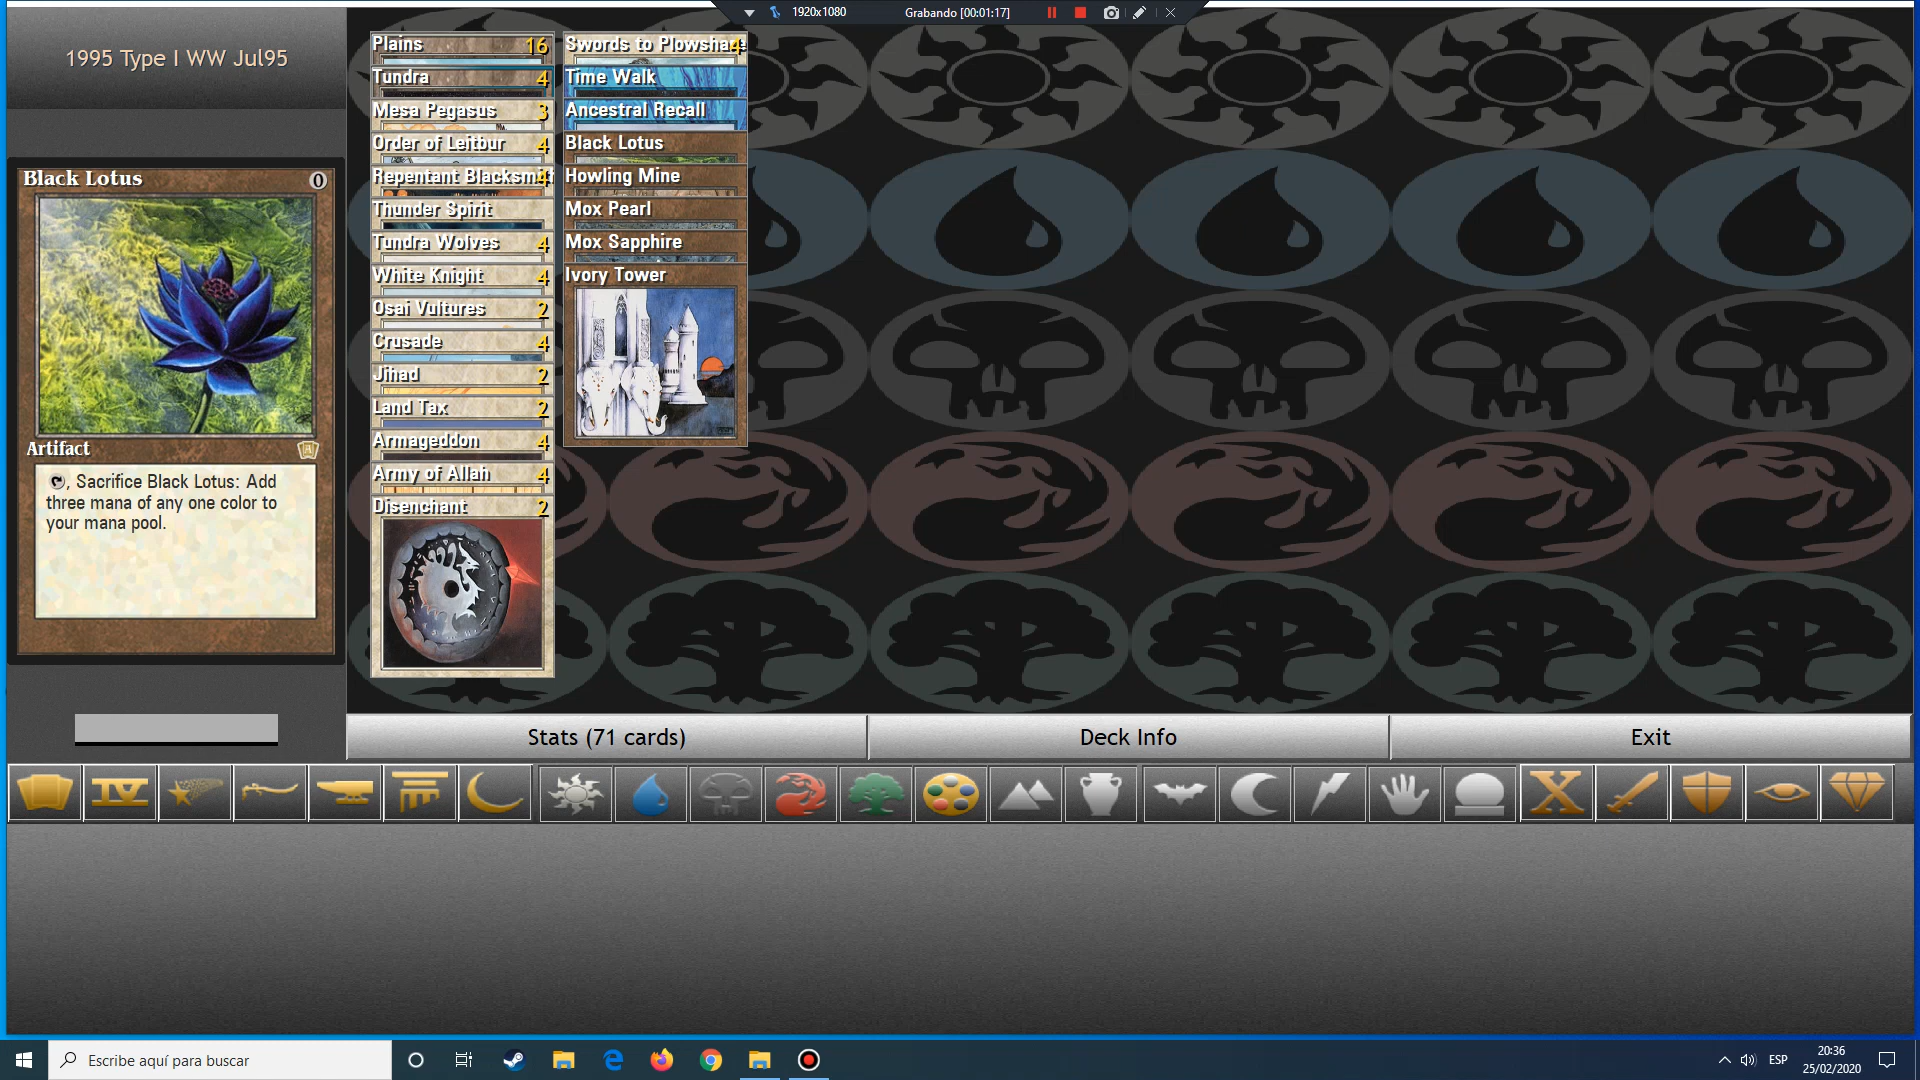 1920x1080
Grabando [00:01:17]
1995 Type I WW Jul95
Black Lotus
0
Artifact
, Sacrifice Black Lotus: Add
three mana of any one color to
your mana pool.
Plains 16
Tundra 4
Mesa Pegasus 3
Order of Leitbur 4
Repentant Blacksmit 4
Thunder Spirit
Tundra Wolves 4
White Knight 4
Osai Vultures 2
Crusade 4
Jihad 2
Land Tax 2
Armageddon 4
Army of Allah 4
Disenchant 2
Swords to Plowshare 4
Time Walk
Ancestral Recall
Black Lotus
Howling Mine
Mox Pearl
Mox Sapphire
Ivory Tower
Stats (71 cards)
Deck Info
Exit
IV
X
Escribe aquí para buscar
ESP
20:36
25/02/2020